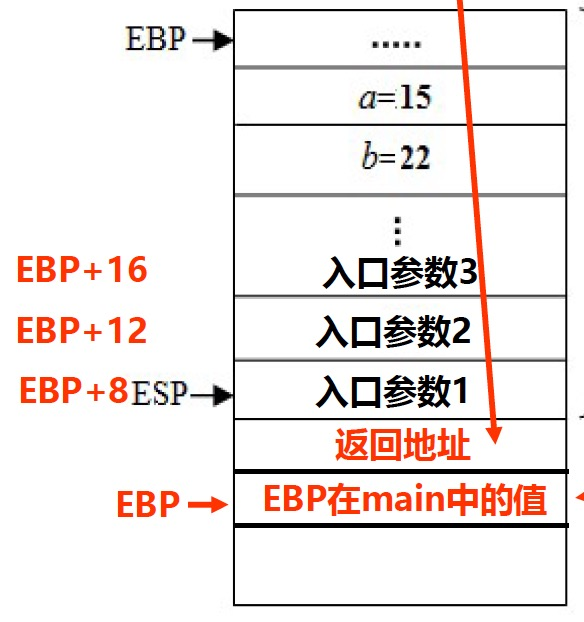 EBP .....
a=15
b=22
⋮
EBP+16 入口参数3
EBP+12 入口参数2
EBP+8 ESP 入口参数1
返回地址
EBP EBP在main中的值